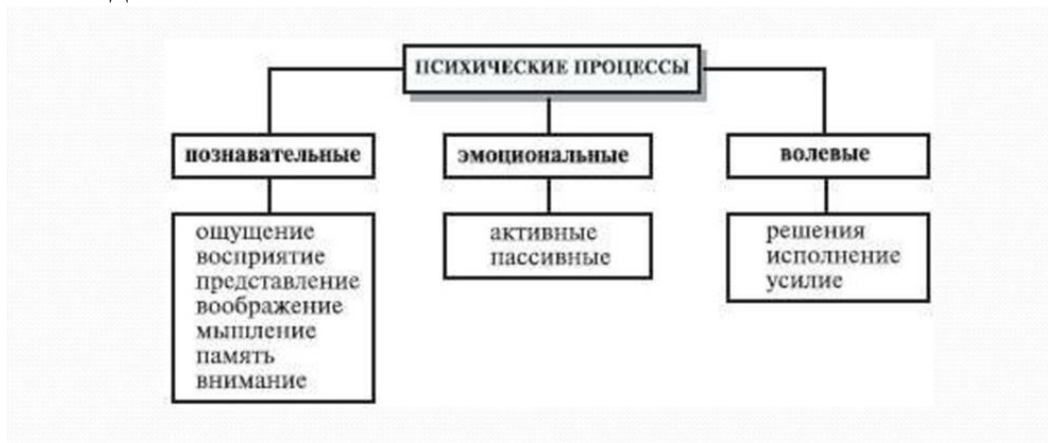 ПСИХИЧЕСКИЕ ПРОЦЕССЫ
познавательные
эмоциональные
волевые
ощущение
восприятие
представление
воображение
мышление
память
внимание
активные
пассивные
решения
исполнение
усилие